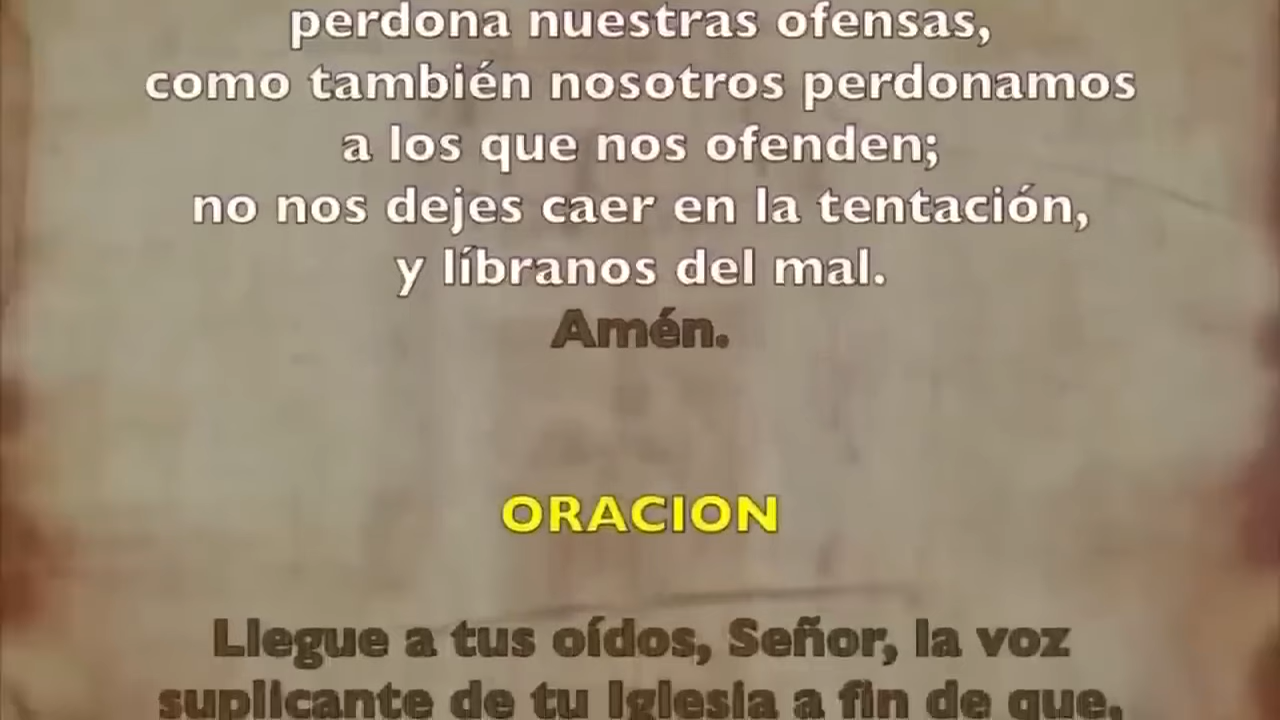 perdona nuestras ofensas,
como también nosotros perdonamos
a los que nos ofenden;
no nos dejes caer en la tentación,
y líbranos del mal.
Amén.
ORACION
Llegue a tus oídos, Señor, la voz
suplicante de tu Iglesia a fin de que,